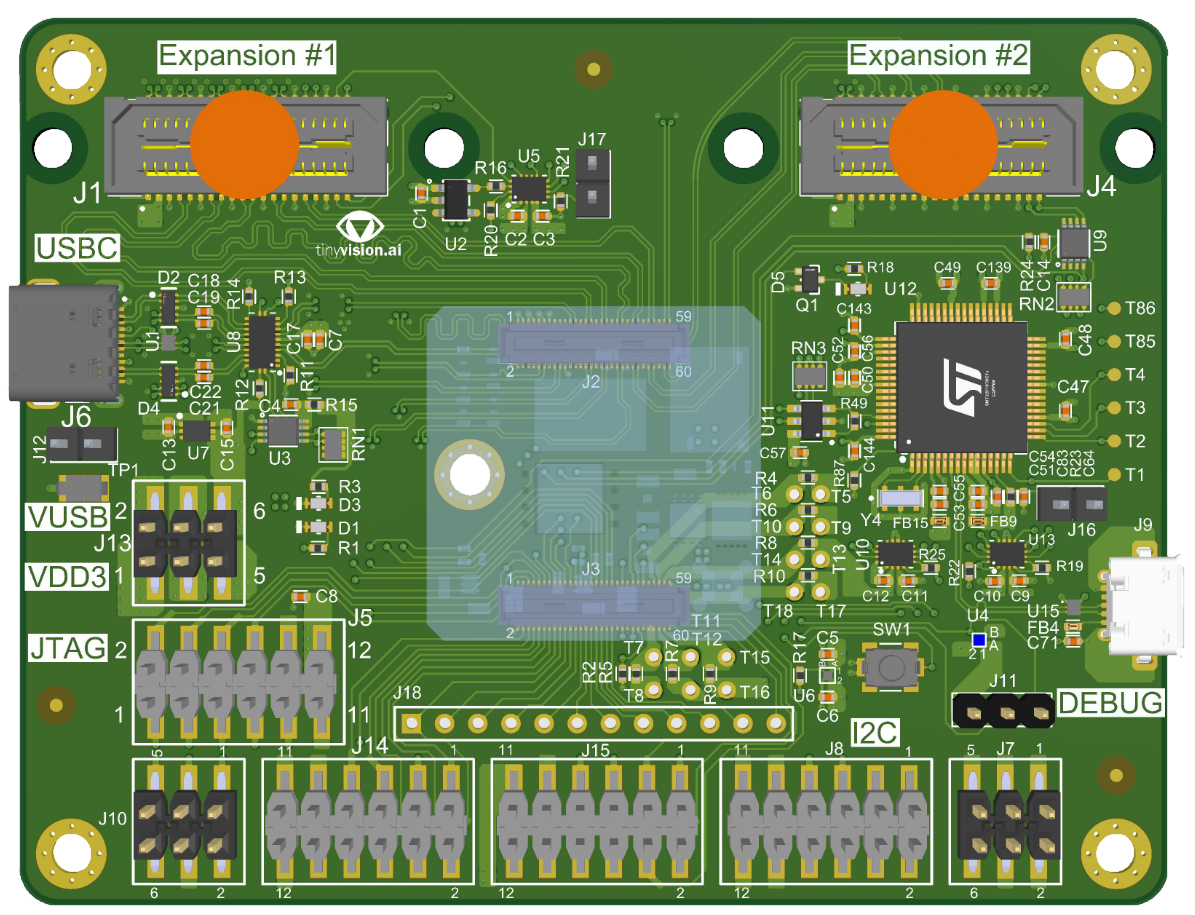 Expansion #1
Expansion #2
J1
J4
J17
U5
R16
R21
C1
U2
R20
C2
C3
tinyvision.ai
USBC
U9
R24
C14
RN2
D2
C18
C19
R14
R13
U1
U8
C17
C7
R12
R11
D4
C22
C21
C4
R15
J6
J12
C13
U7
C15
U3
RN1
TP1
D5
Q1
R18
U12
C49
C139
C143
C52
C56
RN3
C50
U11
R49
C57
C144
R87
T86
T85
C48
T4
C47
T3
T2
T1
C54
C51
C83
R23
C64
1
59
2
60
J2
VUSB
2
6
J13
VDD3
1
5
R3
D3
D1
R1
C8
R4
T6
T5
R6
T10
T9
R8
T14
T13
R10
T18
T17
Y4
FB15
C53
C55
FB9
J16
J9
U10
R25
C12
C11
U13
R22
C10
C9
R19
U15
FB4
C71
U4
B
A
2
1
1
59
J3
2
60
T11
T12
J5
JTAG
2
12
1
11
T7
T15
R2
R5
R7
T8
R9
T16
R17
C5
U6
C6
SW1
J11
DEBUG
J18
I2C
J10
5
1
6
2
J14
11
1
12
2
J15
11
1
12
2
J8
11
1
12
2
J7
5
1
6
2